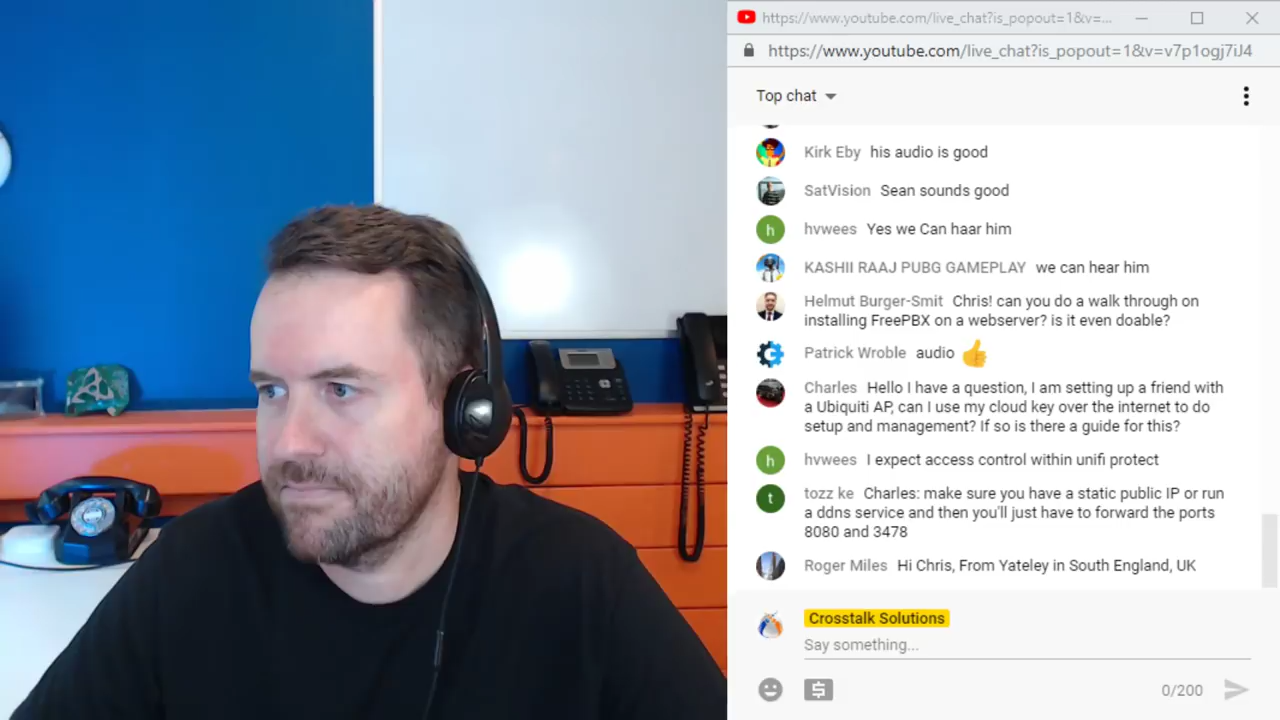 https://www.youtube.com/live_chat?is_popout=1&v=...
https://www.youtube.com/live_chat?is_popout=1&v=v7p1ogj7iJ4
Top chat
Kirk Eby his audio is good
SatVision Sean sounds good
h hvwees Yes we Can haar him
KASHII RAAJ PUBG GAMEPLAY we can hear him
Helmut Burger-Smit Chris! can you do a walk through on
installing FreePBX on a webserver? is it even doable?
Patrick Wroble audio 👍
Charles Hello I have a question, I am setting up a friend with
a Ubiquiti AP, can I use my cloud key over the internet to do
setup and management? If so is there a guide for this?
h hvwees I expect access control within unifi protect
t tozz ke Charles: make sure you have a static public IP or run
a ddns service and then you'll just have to forward the ports
8080 and 3478
Roger Miles Hi Chris, From Yateley in South England, UK
Crosstalk Solutions
Say something...
0/200